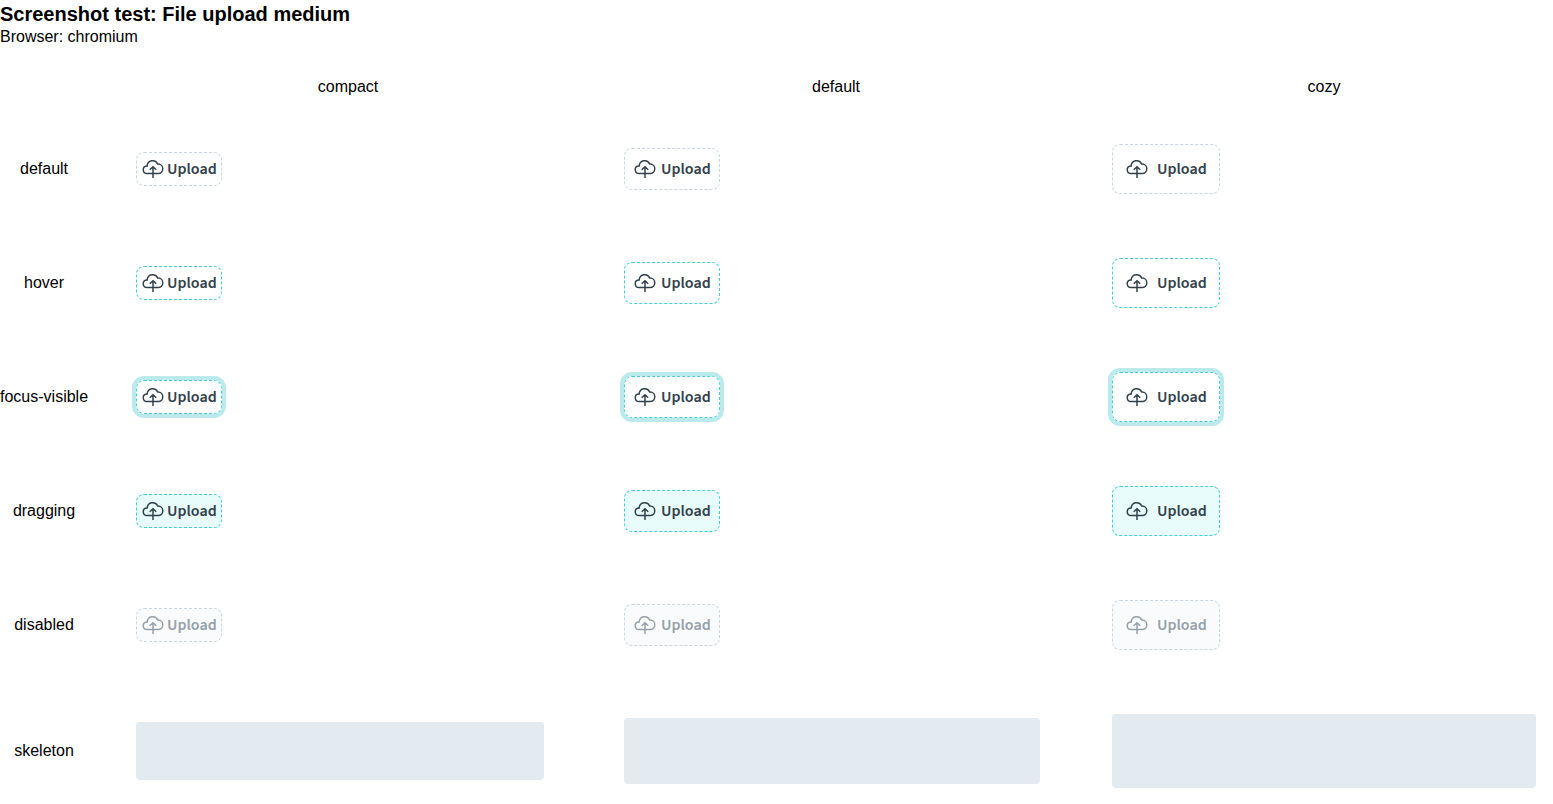 Screenshot test: File upload medium
Browser: chromium
compact default cozy
default Upload Upload Upload
hover Upload Upload Upload
focus-visible Upload Upload Upload
dragging Upload Upload Upload
disabled Upload Upload Upload
skeleton